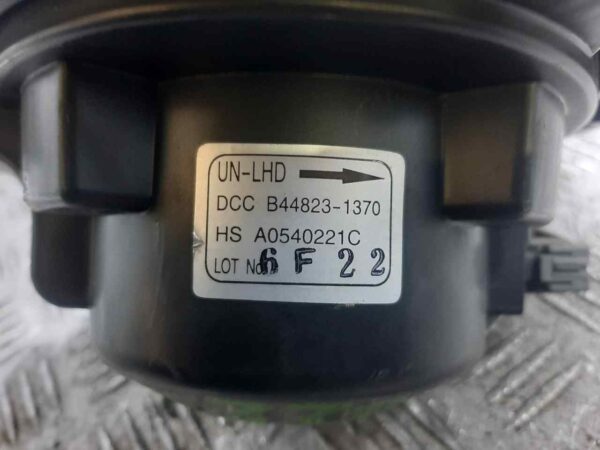 UN-LHD
DCC B44823-1370
HS A0540221C
LOT No. 6 F 22